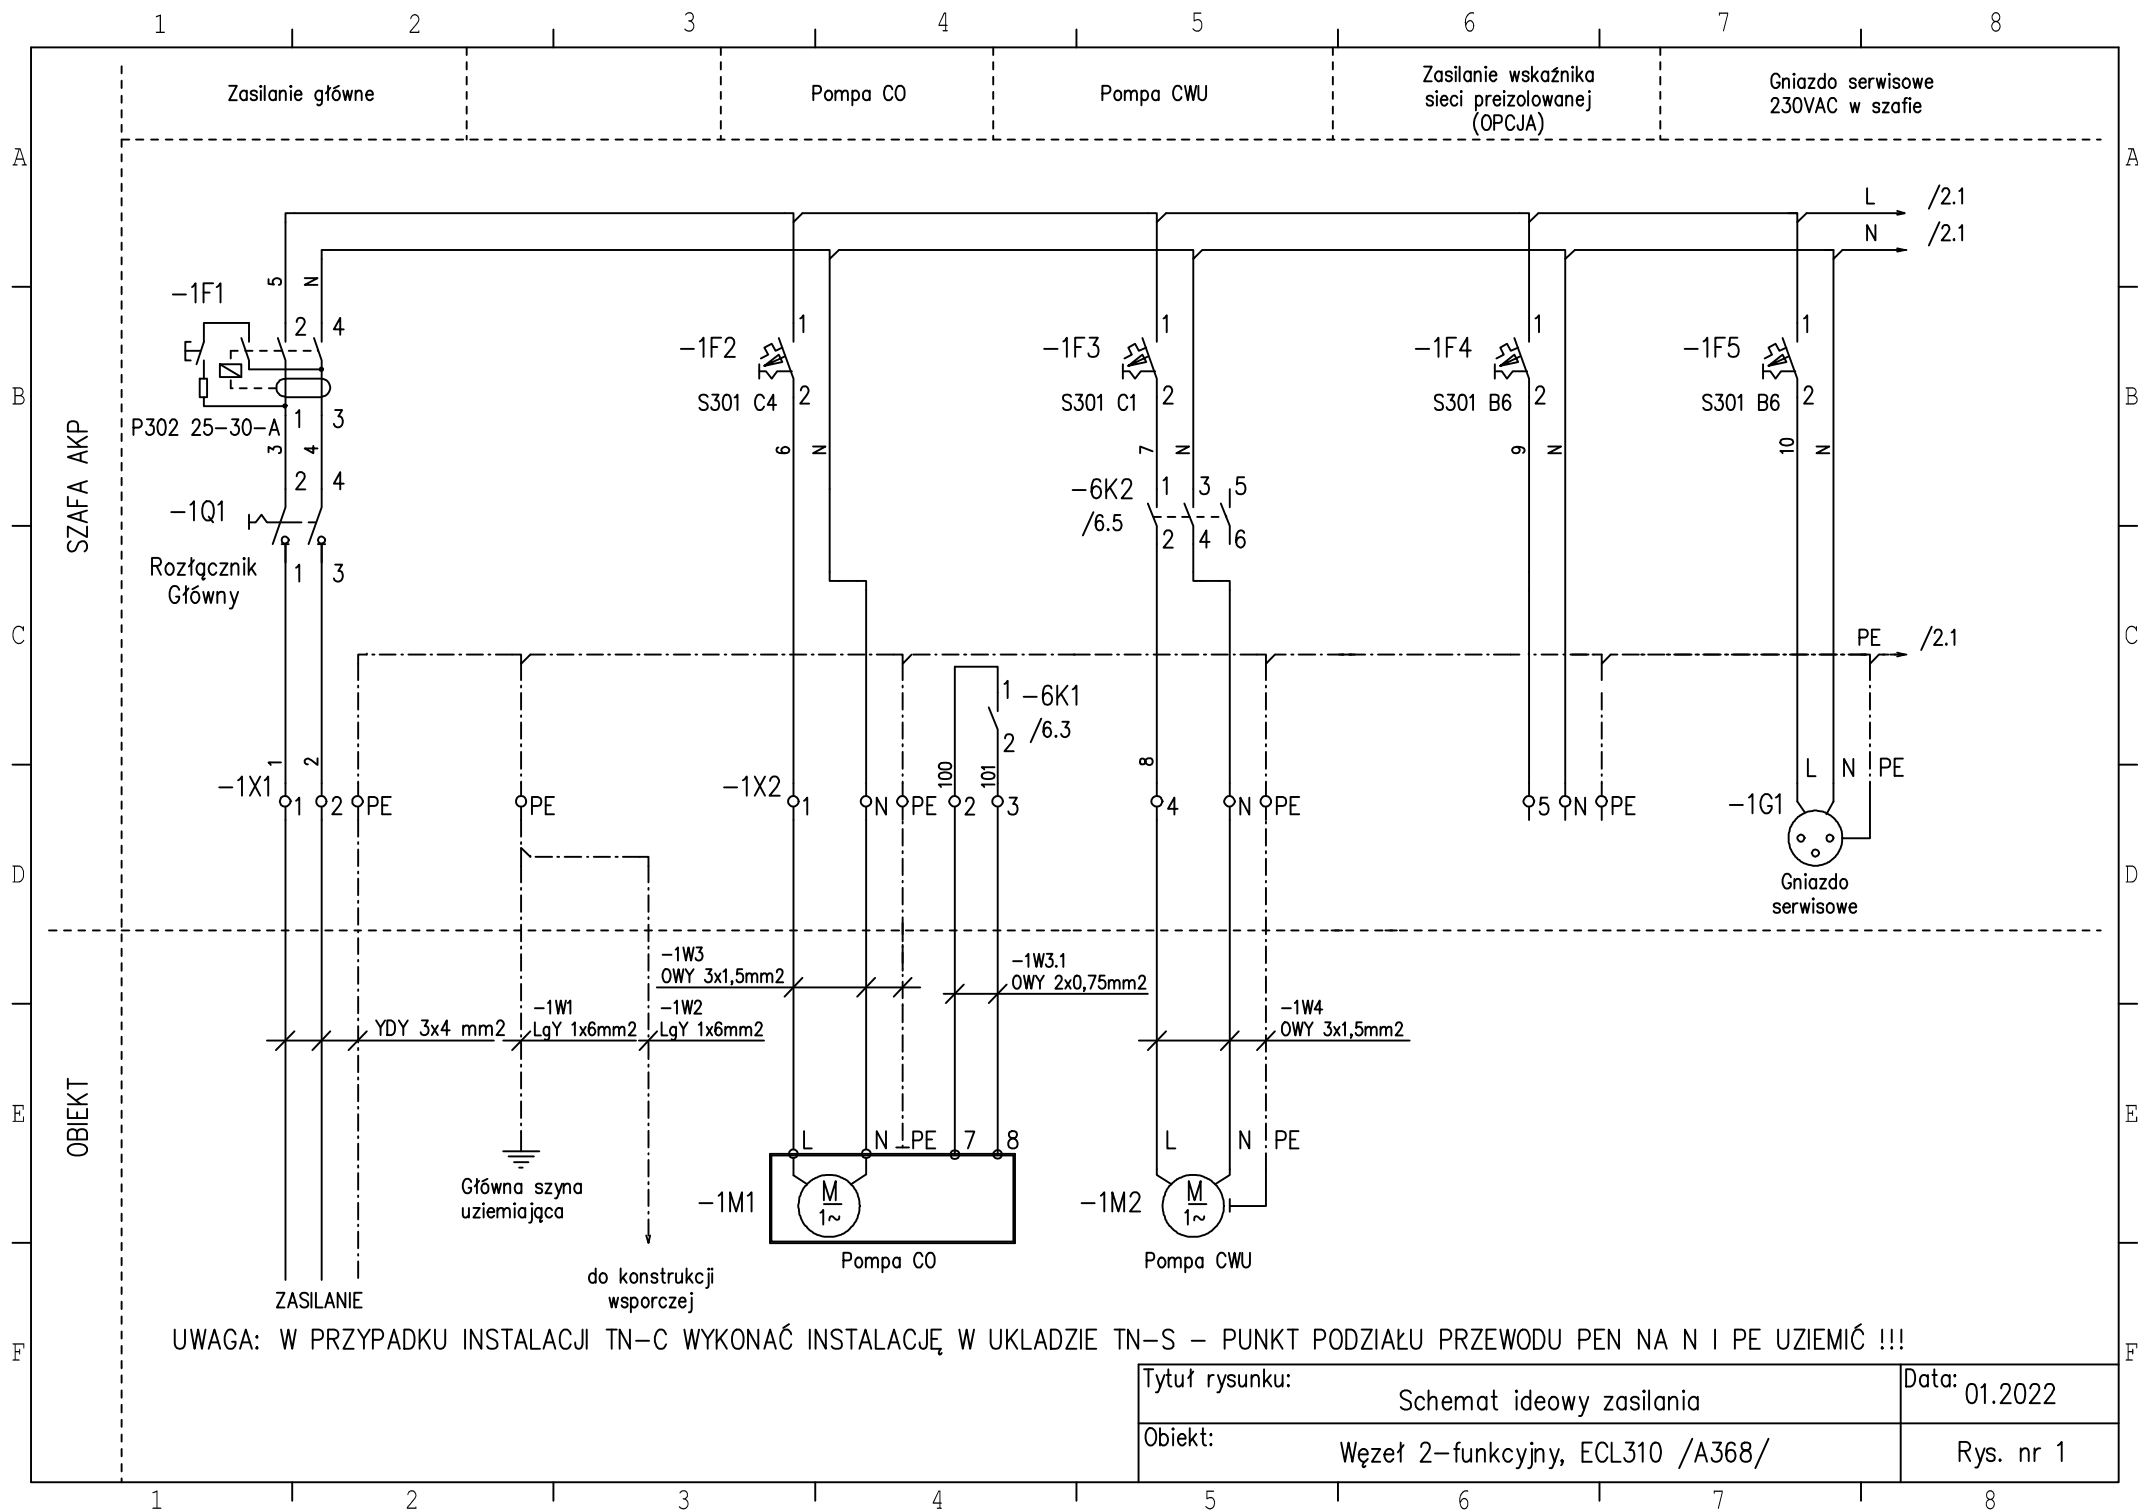 1 2 3 4 5 6 7 8
Zasilanie główne
Pompa CO
Pompa CWU
Zasilanie wskaźnika
sieci preizolowanej
(OPCJA)
Gniazdo serwisowe
230VAC w szafie
A
A
L /2.1
N /2.1
5 N
-1F1
2 4
1 1 1 1
-1F2
-1F3
-1F4
-1F5
2 2 2 2
S301 C4
S301 C1
S301 B6
S301 B6
B
B
P302 25-30-A
1 3
3 4
6 N
7 N
9 N
10 N
SZAFA AKP
2 4
-1Q1
-6K2
/6.5
1 3 5
2 4 6
Rozłącznik
Główny
1 3
C
C
PE /2.1
1
-6K1
2
/6.3
1 2
100 101
8
L N PE
-1X1
1 2 PE
PE
-1X2
1 N PE 2 3
4 N PE
5 N PE
-1G1
D
D
Gniazdo
serwisowe
-1W3
OWY 3x1,5mm2
-1W3.1
OWY 2x0,75mm2
YDY 3x4 mm2
-1W1
LgY 1x6mm2
-1W2
LgY 1x6mm2
-1W4
OWY 3x1,5mm2
OBIEKT
E
E
L N PE 7 8
L N PE
Główna szyna
uziemiająca
-1M1
M
1~
-1M2
M
1~
Pompa CO
Pompa CWU
do konstrukcji
wsporczej
ZASILANIE
UWAGA: W PRZYPADKU INSTALACJI TN-C WYKONAĆ INSTALACJĘ W UKLADZIE TN-S - PUNKT PODZIAŁU PRZEWODU PEN NA N I PE UZIEMIĆ !!!
F
F
Tytuł rysunku:
Schemat ideowy zasilania
Data:
01.2022
Obiekt:
Węzeł 2-funkcyjny, ECL310 /A368/
Rys. nr 1
1 2 3 4 5 6 7 8